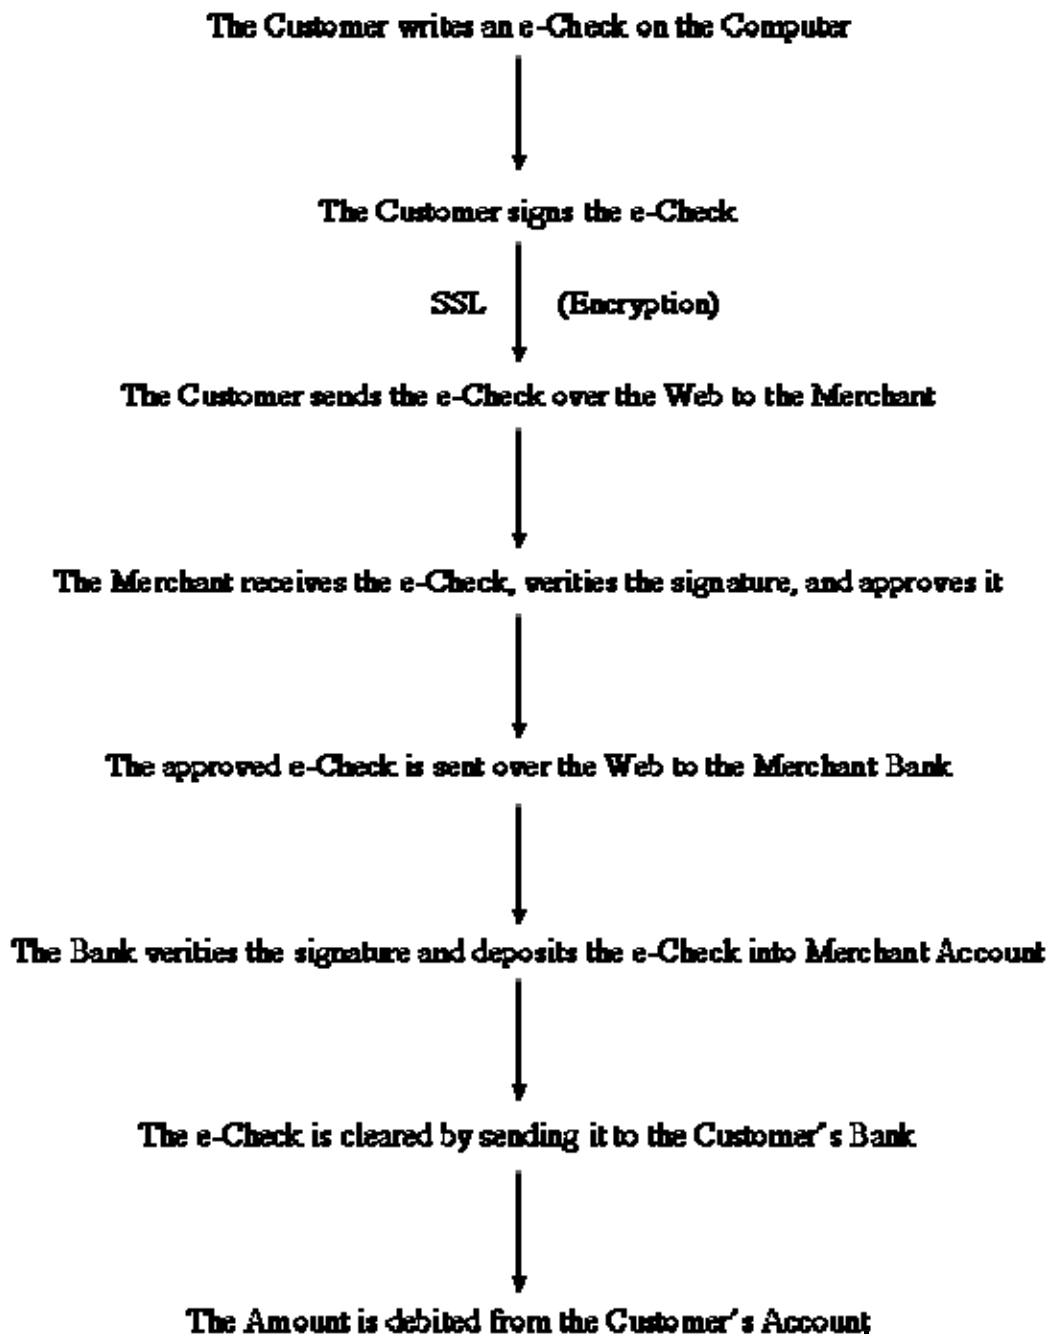 The Customer writes an e-Check on the Computer
The Customer signs the e-Check
SSL (Encryption)
The Customer sends the e-Check over the Web to the Merchant
The Merchant receives the e-Check, verities the signature, and approves it
The approved e-Check is sent over the Web to the Merchant Bank
The Bank verities the signature and deposits the e-Check into Merchant Account
The e-Check is cleared by sending it to the Customer's Bank
The Amount is debited from the Customer's Account